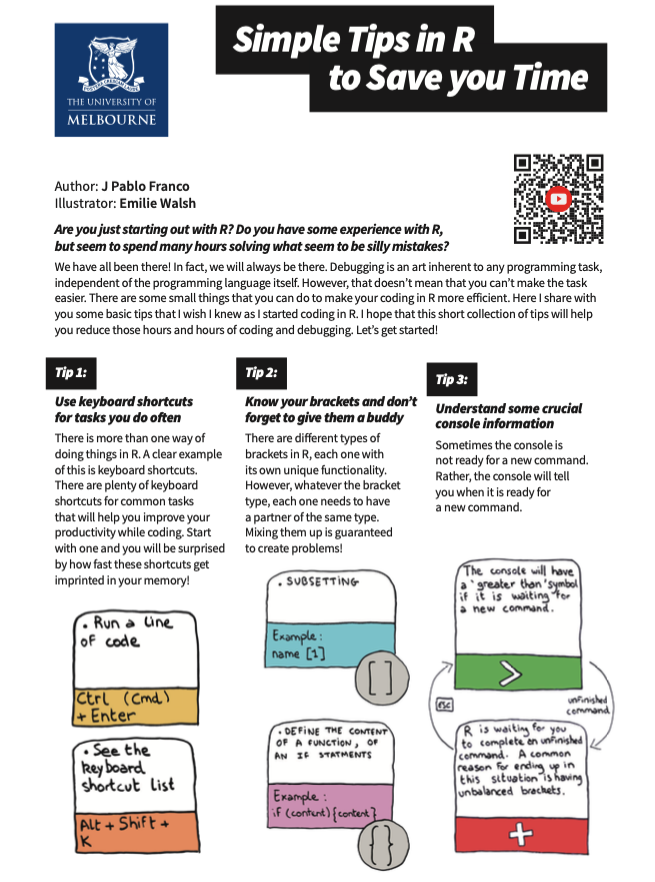 Simple Tips in R
to Save you Time
THE UNIVERSITY OF
MELBOURNE
Author: J Pablo Franco
Illustrator: Emilie Walsh
Are you just starting out with R? Do you have some experience with R,
but seem to spend many hours solving what seem to be silly mistakes?
We have all been there! In fact, we will always be there. Debugging is an art inherent to any programming task,
independent of the programming language itself. However, that doesn't mean that you can't make the task
easier. There are some small things that you can do to make your coding in R more efficient. Here I share with
you some basic tips that I wish I knew as I started coding in R. I hope that this short collection of tips will help
you reduce those hours and hours of coding and debugging. Let's get started!
Tip 1:
Use keyboard shortcuts
for tasks you do often
There is more than one way of
doing things in R. A clear example
of this is keyboard shortcuts.
There are plenty of keyboard
shortcuts for common tasks
that will help you improve your
productivity while coding. Start
with one and you will be surprised
by how fast these shortcuts get
imprinted in your memory!
• Run a line
of code
Ctrl (Cmd)
+ Enter
• See the
keyboard
shortcut list
Alt + Shift +
K
Tip 2:
Know your brackets and don't
forget to give them a buddy
There are different types of
brackets in R, each one with
its own unique functionality.
However, whatever the bracket
type, each one needs to have
a partner of the same type.
Mixing them up is guaranteed
to create problems!
• SUBSETTING
Example:
name [1]
[ ]
• DEFINE THE CONTENT
OF A FUNCTION, OF
AN IF STATMENTS
Example:
if (content) {content}
{ }
Tip 3:
Understand some crucial
console information
Sometimes the console is
not ready for a new command.
Rather, the console will tell
you when it is ready for
a new command.
The console will have
a 'greater than' symbol
if it is waiting for
a new command.
>
esc
unfinished
command
R is waiting for you
to complete an unfinished
command. A common
reason for ending up in
this situation is having
unbalanced brackets.
+